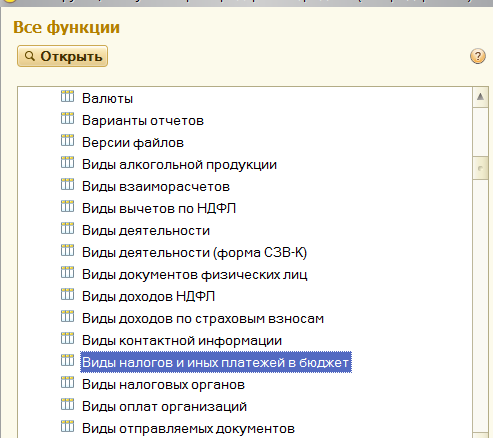 Все функции
Открыть
?
Валюты
Варианты отчетов
Версии файлов
Виды алкогольной продукции
Виды взаиморасчетов
Виды вычетов по НДФЛ
Виды деятельности
Виды деятельности (форма СЗВ-К)
Виды документов физических лиц
Виды доходов НДФЛ
Виды доходов по страховым взносам
Виды контактной информации
Виды налогов и иных платежей в бюджет
Виды налоговых органов
Виды оплат организаций
Виды отправляемых документов